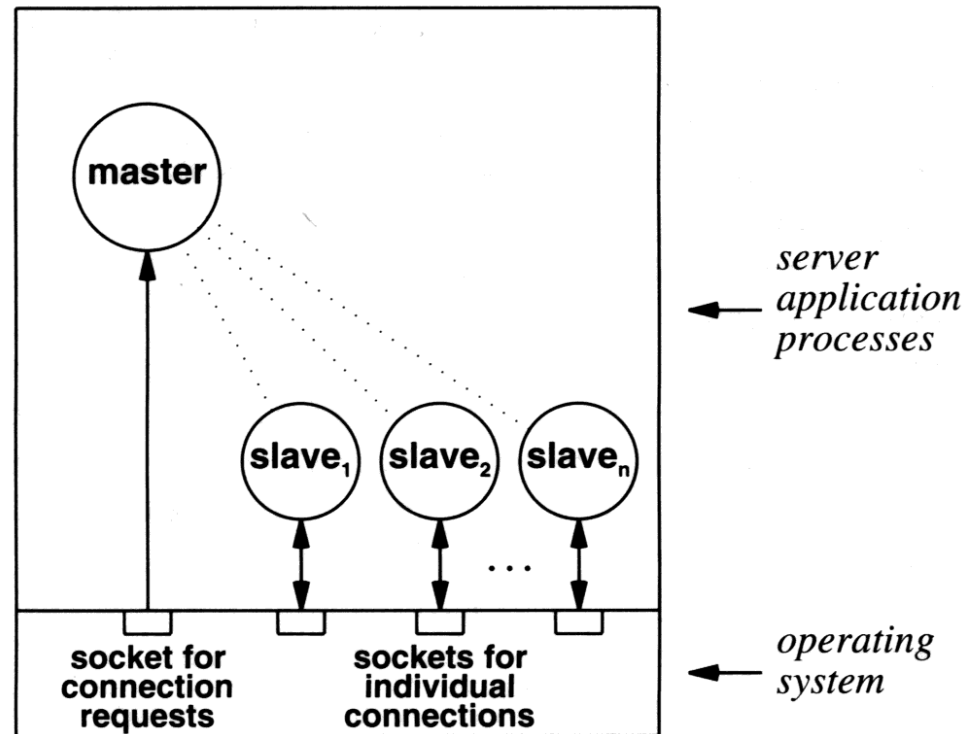 master
server
application
processes
slave₁
slave₂
slaveₙ
...
socket for
connection
requests
sockets for
individual
connections
operating
system